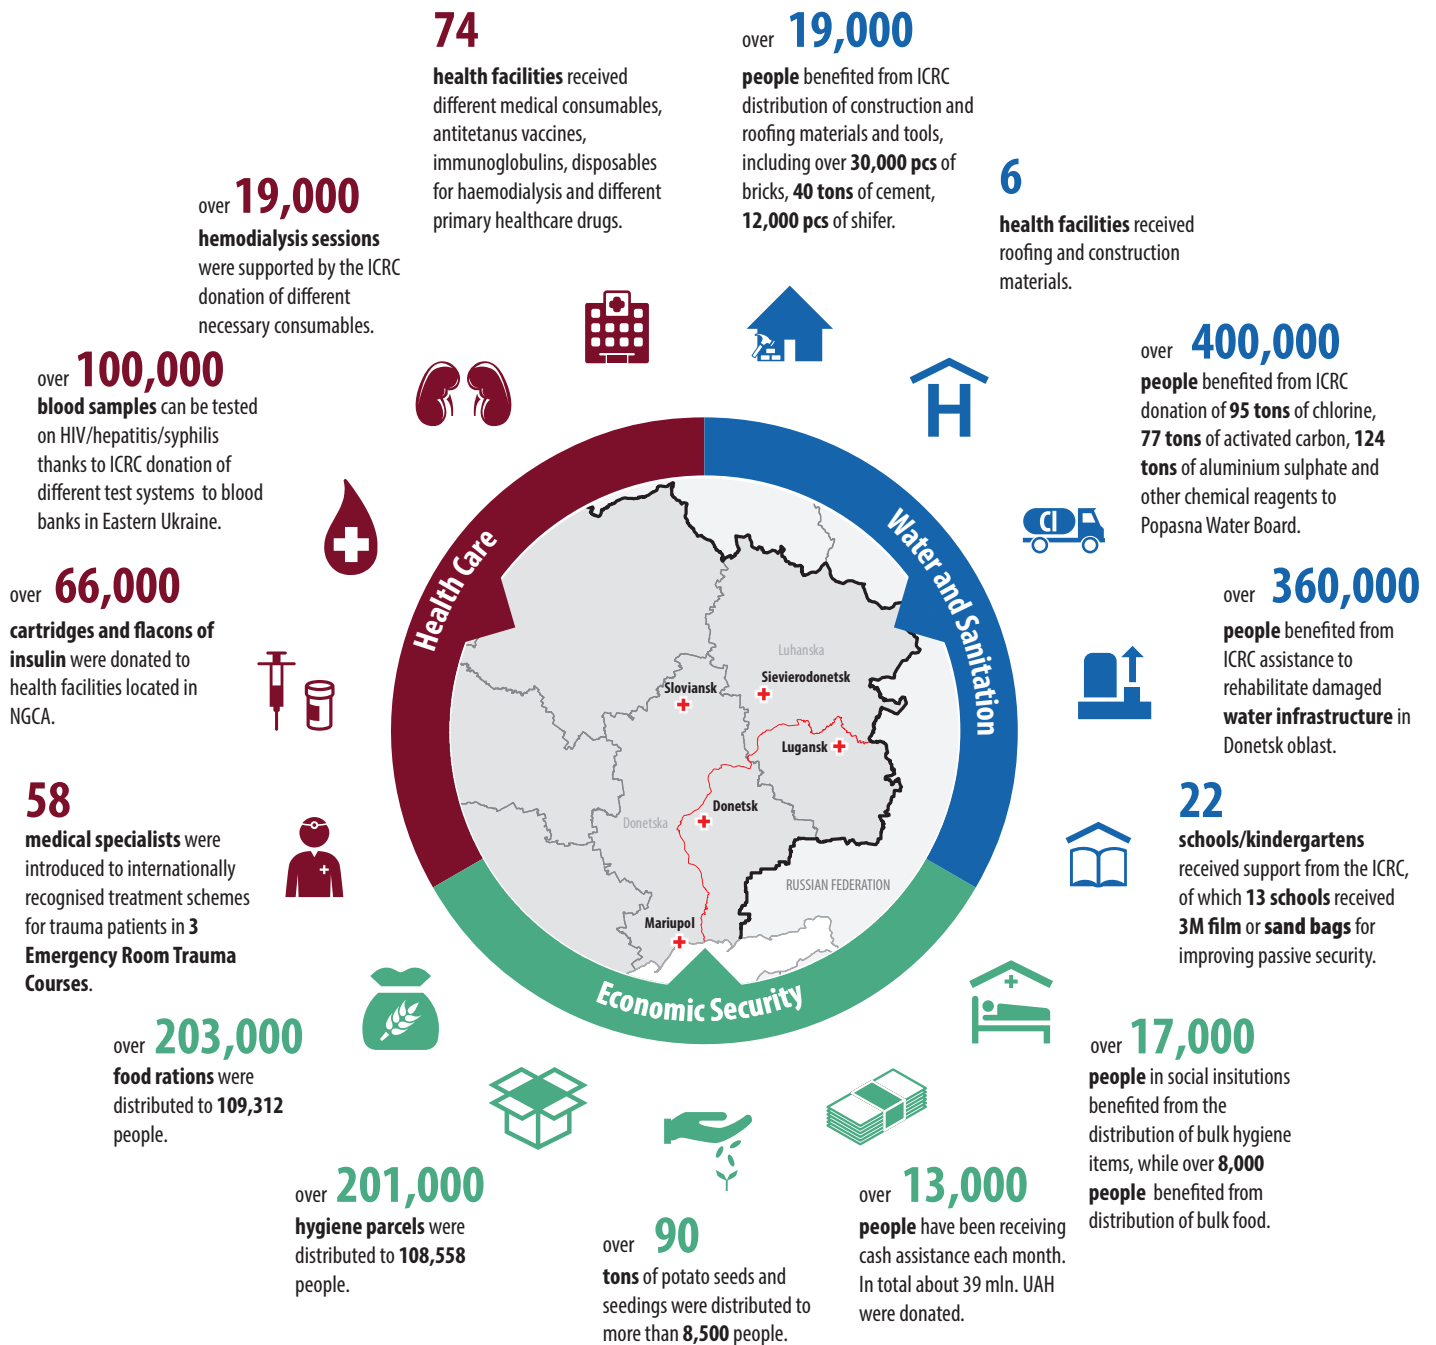 74
health facilities received
different medical consumables,
antitetanus vaccines,
immunoglobulins, disposables
for haemodialysis and different
primary healthcare drugs.
over 19,000
people benefited from ICRC
distribution of construction and
roofing materials and tools,
including over 30,000 pcs of
bricks, 40 tons of cement,
12,000 pcs of shifer.
6
health facilities received
roofing and construction
materials.
over 19,000
hemodialysis sessions
were supported by the ICRC
donation of different
necessary consumables.
over 400,000
people benefited from ICRC
donation of 95 tons of chlorine,
77 tons of activated carbon, 124
tons of aluminium sulphate and
other chemical reagents to
Popasna Water Board.
over 100,000
blood samples can be tested
on HIV/hepatitis/syphilis
thanks to ICRC donation of
different test systems to blood
banks in Eastern Ukraine.
H
Cl
over 66,000
cartridges and flacons of
insulin were donated to
health facilities located in
NGCA.
over 360,000
people benefited from
ICRC assistance to
rehabilitate damaged
water infrastructure in
Donetsk oblast.
Health Care
Water and Sanitation
Luhanska
Sievierodonetsk
Sloviansk
Lugansk
Donetsk
Donetska
RUSSIAN FEDERATION
Mariupol
Economic Security
58
medical specialists were
introduced to internationally
recognised treatment schemes
for trauma patients in 3
Emergency Room Trauma
Courses.
22
schools/kindergartens
received support from the ICRC,
of which 13 schools received
3M film or sand bags for
improving passive security.
over 203,000
food rations were
distributed to 109,312
people.
over 17,000
people in social insitutions
benefited from the
distribution of bulk hygiene
items, while over 8,000
people benefited from
distribution of bulk food.
over 201,000
hygiene parcels were
distributed to 108,558
people.
over 90
tons of potato seeds and
seedings were distributed to
more than 8,500 people.
over 13,000
people have been receiving
cash assistance each month.
In total about 39 mln. UAH
were donated.